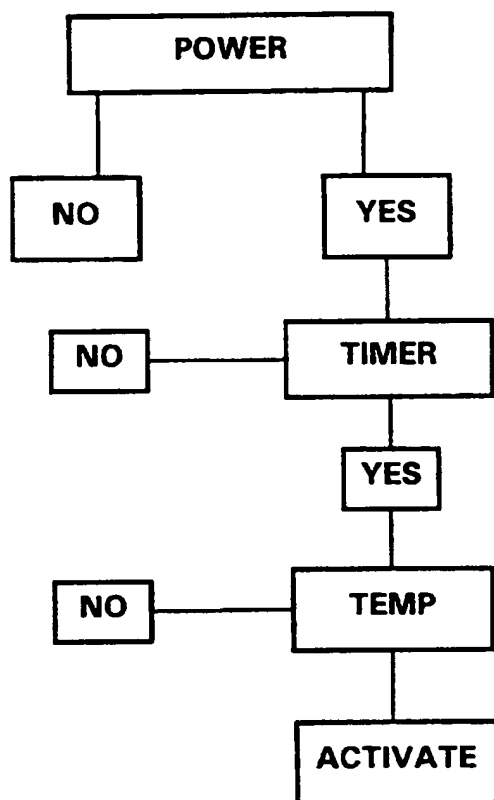 POWER
NO
YES
NO
TIMER
YES
NO
TEMP
ACTIVATE